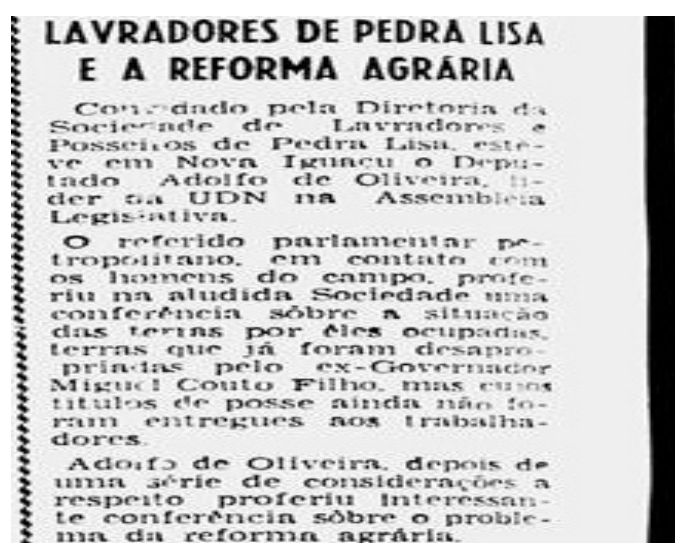 LAVRADORES DE PEDRA LISA
E A REFORMA AGRÁRIA
Convidado pela Diretoria da
Sociedade de Lavradores e
Posseiros de Pedra Lisa, este-
ve em Nova Iguaçu o Depu-
tado Adolfo de Oliveira, lí-
der da UDN na Assembleia
Legislativa.
O referido parlamentar pe-
tropolitano, em contato com
os homens do campo, profe-
riu na aludida Sociedade uma
conferência sôbre a situação
das terras por êles ocupadas,
terras que já foram desapro-
priadas pelo ex-Governador
Miguel Couto Filho, mas cujos
títulos de posse ainda não fo-
ram entregues aos trabalha-
dores.
Adolfo de Oliveira, depois de
uma série de considerações a
respeito proferiu interessan-
te conferência sôbre o proble-
ma da reforma agrária.